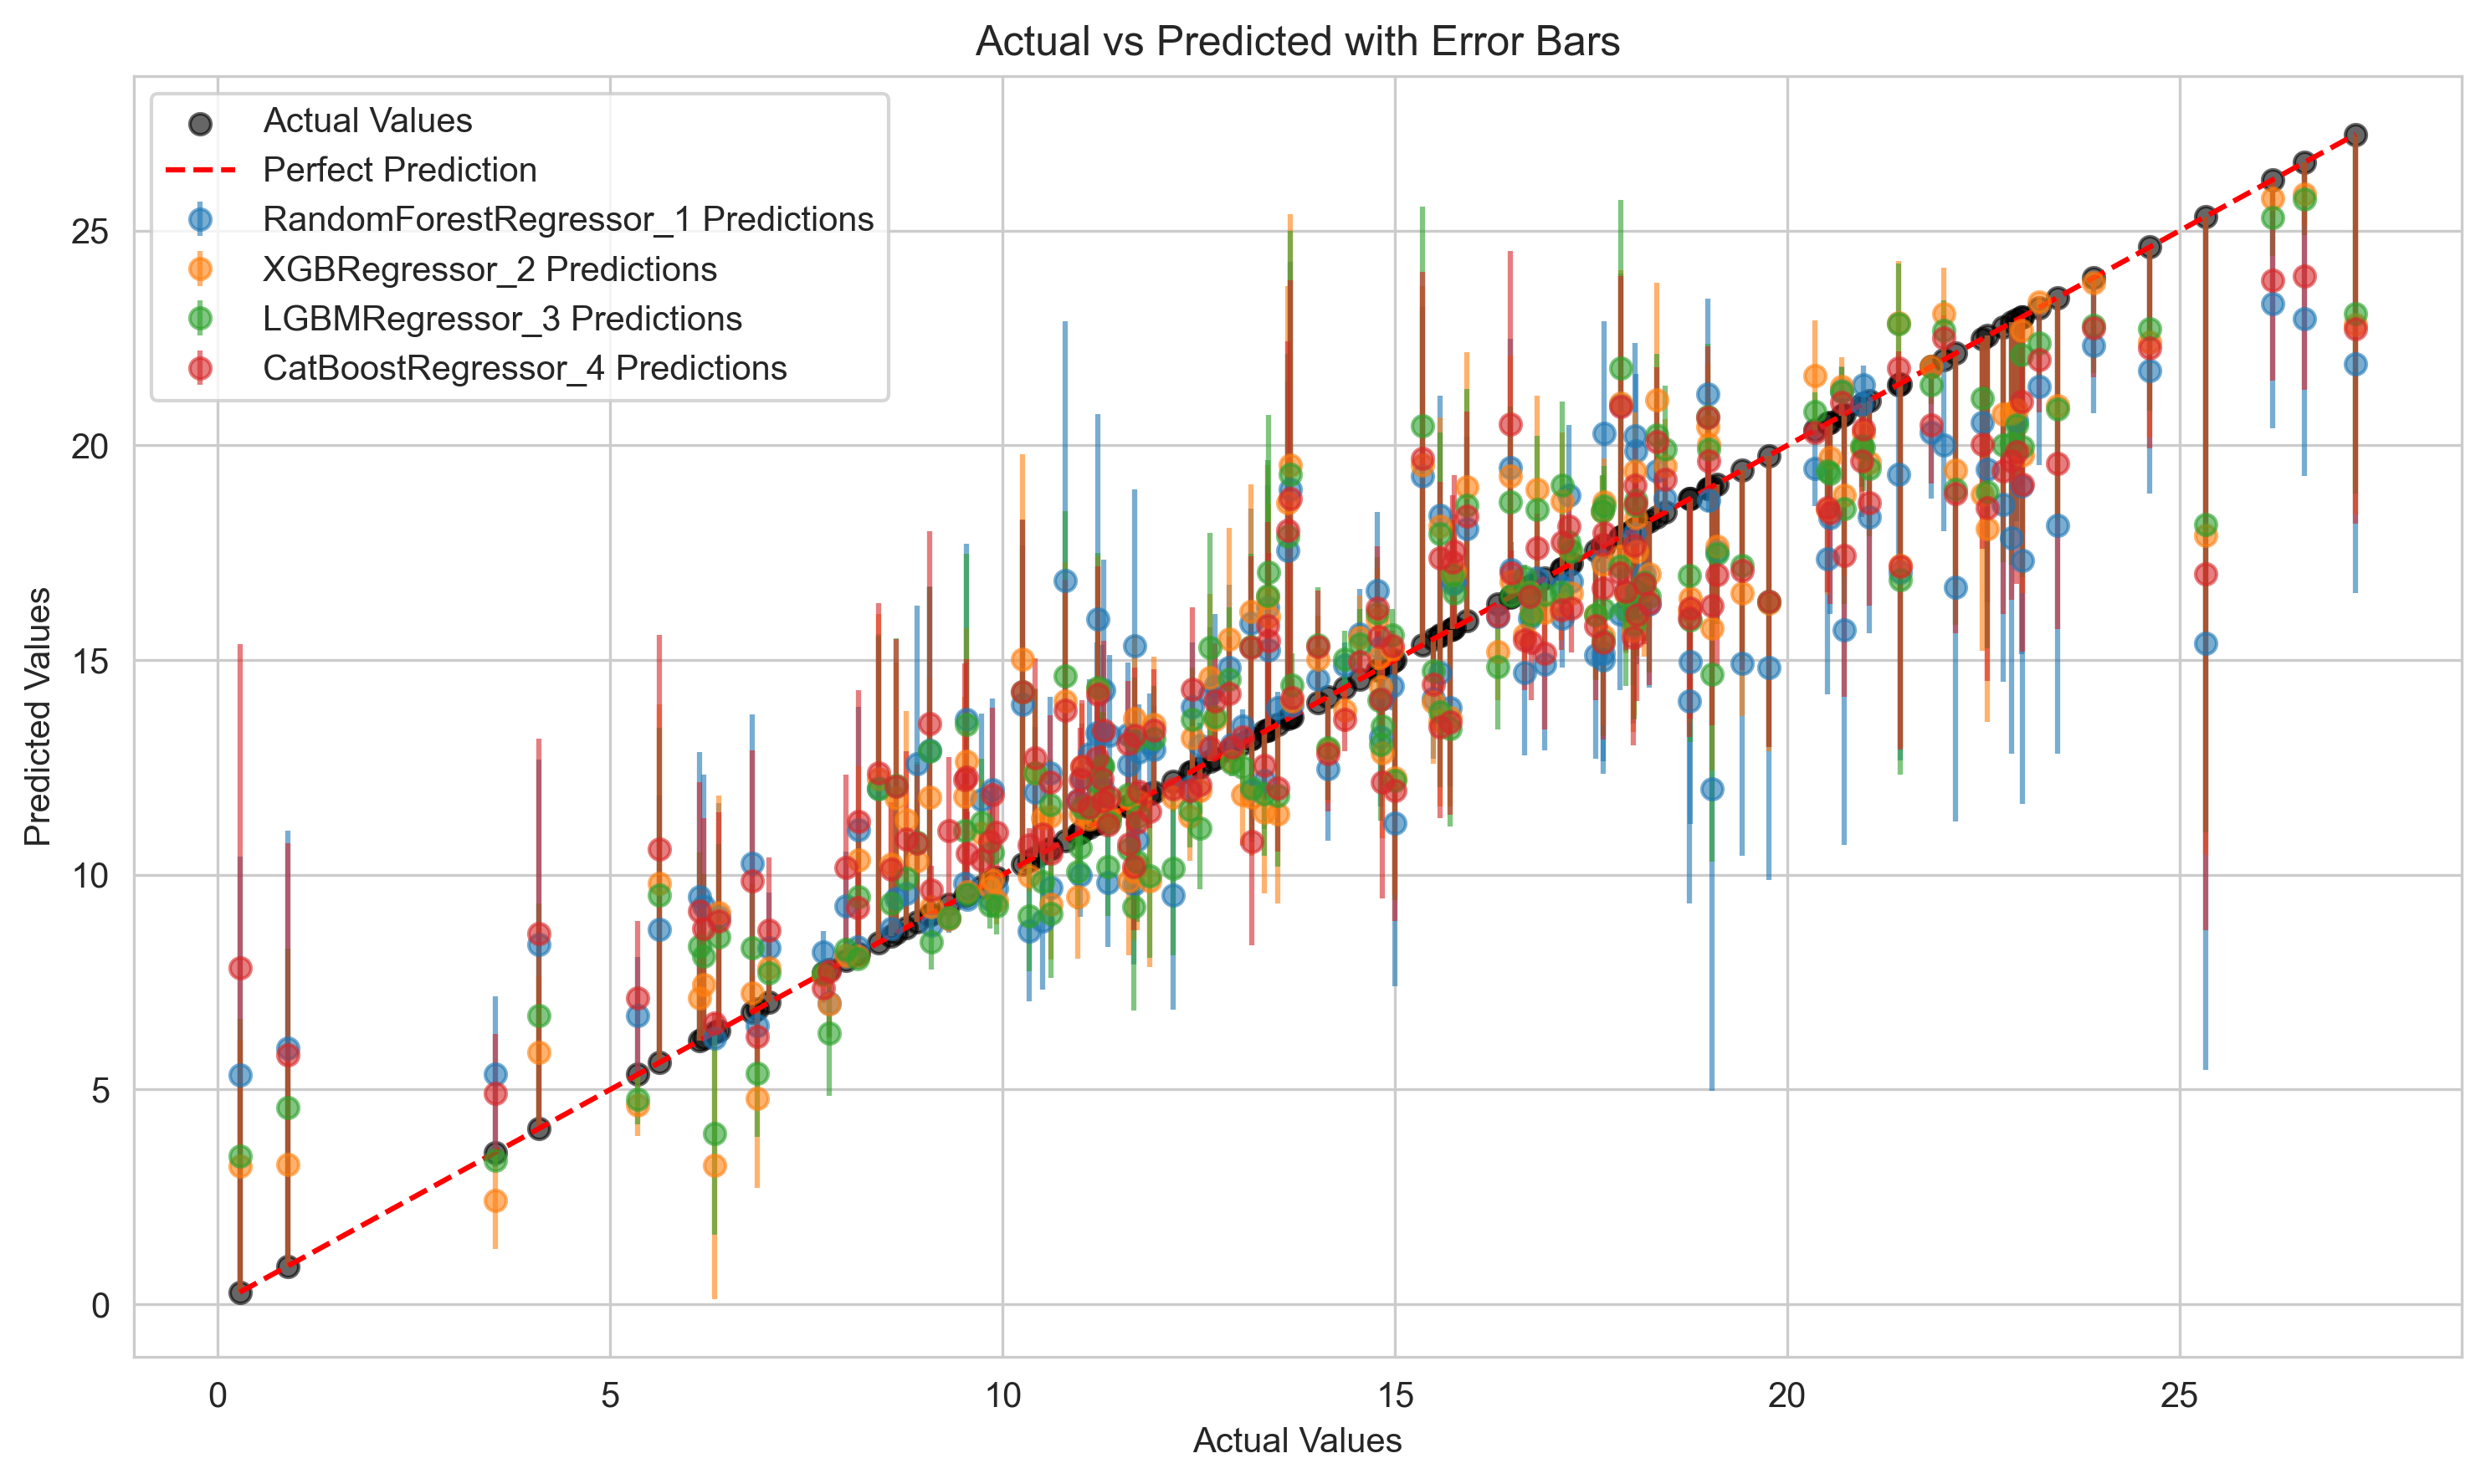 Actual vs Predicted with Error Bars
Actual Values
Perfect Prediction
RandomForestRegressor_1 Predictions
XGBRegressor_2 Predictions
LGBMRegressor_3 Predictions
CatBoostRegressor_4 Predictions
25
20
15
10
5
0
Predicted Values
0 5 10 15 20 25
Actual Values